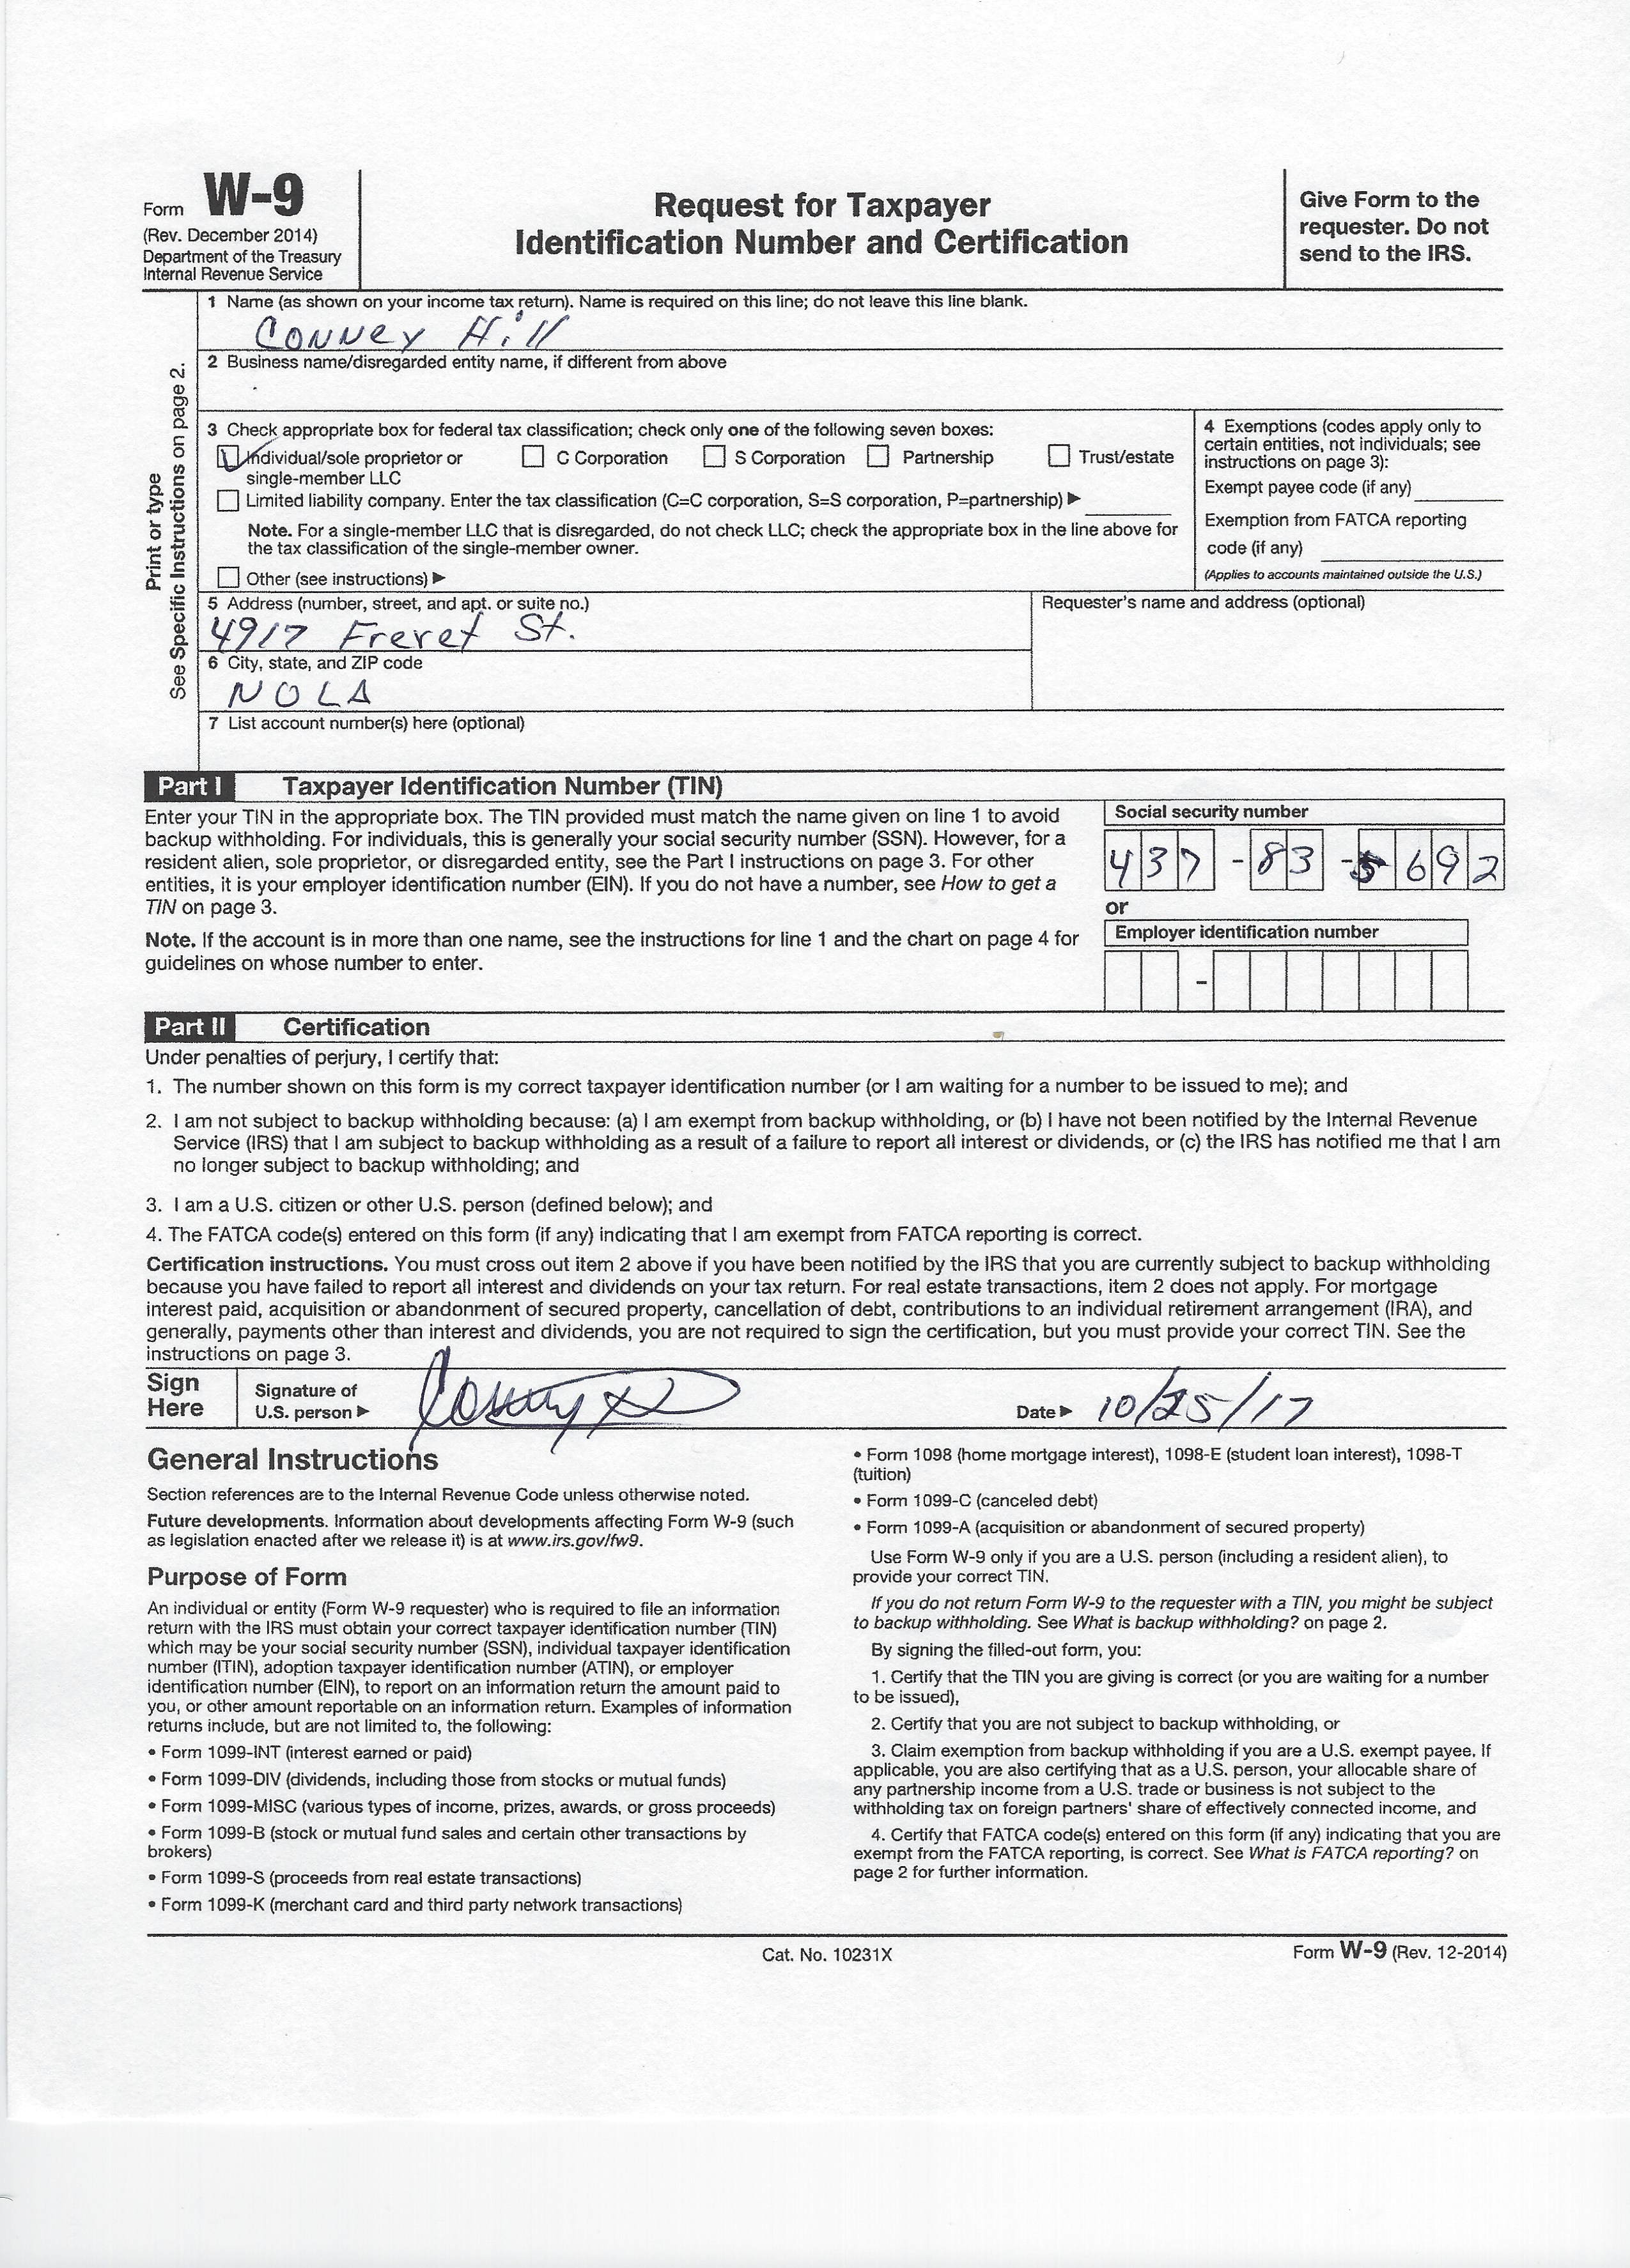 Form W-9
(Rev. December 2014)
Department of the Treasury
Internal Revenue Service
Request for Taxpayer
Identification Number and Certification
Give Form to the
requester. Do not
send to the IRS.
Print or type
See Specific Instructions on page 2.
1 Name (as shown on your income tax return). Name is required on this line; do not leave this line blank.
Conney Hill
2 Business name/disregarded entity name, if different from above
3 Check appropriate box for federal tax classification; check only one of the following seven boxes:
Individual/sole proprietor or C Corporation S Corporation Partnership Trust/estate
single-member LLC
Limited liability company. Enter the tax classification (C=C corporation, S=S corporation, P=partnership) ▶
Note. For a single-member LLC that is disregarded, do not check LLC; check the appropriate box in the line above for
the tax classification of the single-member owner.
Other (see instructions) ▶
4 Exemptions (codes apply only to
certain entities, not individuals; see
instructions on page 3):
Exempt payee code (if any)
Exemption from FATCA reporting
code (if any)
(Applies to accounts maintained outside the U.S.)
5 Address (number, street, and apt. or suite no.)
4917 Freret St.
Requester's name and address (optional)
6 City, state, and ZIP code
NOLA
7 List account number(s) here (optional)
Part I Taxpayer Identification Number (TIN)
Enter your TIN in the appropriate box. The TIN provided must match the name given on line 1 to avoid
backup withholding. For individuals, this is generally your social security number (SSN). However, for a
resident alien, sole proprietor, or disregarded entity, see the Part I instructions on page 3. For other
entities, it is your employer identification number (EIN). If you do not have a number, see How to get a
TIN on page 3.
Note. If the account is in more than one name, see the instructions for line 1 and the chart on page 4 for
guidelines on whose number to enter.
Social security number
437 - 83 - 5692
or
Employer identification number
-
Part II Certification
Under penalties of perjury, I certify that:
1. The number shown on this form is my correct taxpayer identification number (or I am waiting for a number to be issued to me); and
2. I am not subject to backup withholding because: (a) I am exempt from backup withholding, or (b) I have not been notified by the Internal Revenue
Service (IRS) that I am subject to backup withholding as a result of a failure to report all interest or dividends, or (c) the IRS has notified me that I am
no longer subject to backup withholding; and
3. I am a U.S. citizen or other U.S. person (defined below); and
4. The FATCA code(s) entered on this form (if any) indicating that I am exempt from FATCA reporting is correct.
Certification instructions. You must cross out item 2 above if you have been notified by the IRS that you are currently subject to backup withholding
because you have failed to report all interest and dividends on your tax return. For real estate transactions, item 2 does not apply. For mortgage
interest paid, acquisition or abandonment of secured property, cancellation of debt, contributions to an individual retirement arrangement (IRA), and
generally, payments other than interest and dividends, you are not required to sign the certification, but you must provide your correct TIN. See the
instructions on page 3.
Sign
Here
Signature of
U.S. person ▶
Date ▶ 10/25/17
General Instructions
Section references are to the Internal Revenue Code unless otherwise noted.
Future developments. Information about developments affecting Form W-9 (such
as legislation enacted after we release it) is at www.irs.gov/fw9.
Purpose of Form
An individual or entity (Form W-9 requester) who is required to file an information
return with the IRS must obtain your correct taxpayer identification number (TIN)
which may be your social security number (SSN), individual taxpayer identification
number (ITIN), adoption taxpayer identification number (ATIN), or employer
identification number (EIN), to report on an information return the amount paid to
you, or other amount reportable on an information return. Examples of information
returns include, but are not limited to, the following:
• Form 1099-INT (interest earned or paid)
• Form 1099-DIV (dividends, including those from stocks or mutual funds)
• Form 1099-MISC (various types of income, prizes, awards, or gross proceeds)
• Form 1099-B (stock or mutual fund sales and certain other transactions by
brokers)
• Form 1099-S (proceeds from real estate transactions)
• Form 1099-K (merchant card and third party network transactions)
• Form 1098 (home mortgage interest), 1098-E (student loan interest), 1098-T
(tuition)
• Form 1099-C (canceled debt)
• Form 1099-A (acquisition or abandonment of secured property)
Use Form W-9 only if you are a U.S. person (including a resident alien), to
provide your correct TIN.
If you do not return Form W-9 to the requester with a TIN, you might be subject
to backup withholding. See What is backup withholding? on page 2.
By signing the filled-out form, you:
1. Certify that the TIN you are giving is correct (or you are waiting for a number
to be issued),
2. Certify that you are not subject to backup withholding, or
3. Claim exemption from backup withholding if you are a U.S. exempt payee. If
applicable, you are also certifying that as a U.S. person, your allocable share of
any partnership income from a U.S. trade or business is not subject to the
withholding tax on foreign partners' share of effectively connected income, and
4. Certify that FATCA code(s) entered on this form (if any) indicating that you are
exempt from the FATCA reporting, is correct. See What is FATCA reporting? on
page 2 for further information.
Cat. No. 10231X
Form W-9 (Rev. 12-2014)